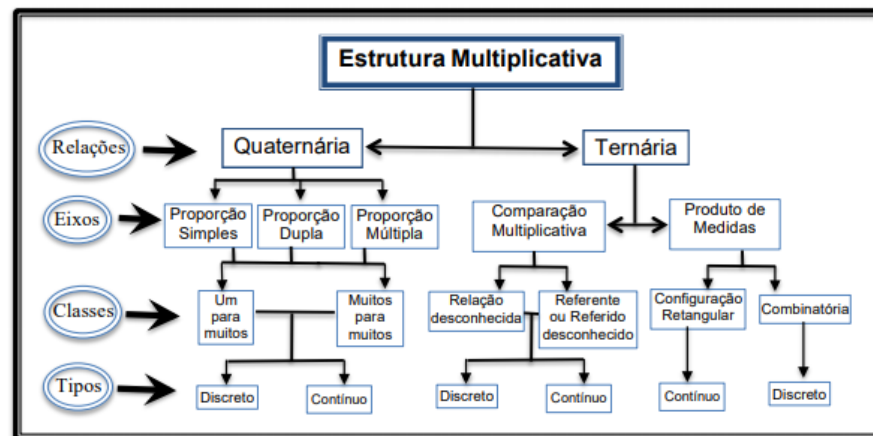 Estrutura Multiplicativa
Relações
Quaternária
Ternária
Eixos
Proporção
Simples
Proporção
Dupla
Proporção
Múltipla
Comparação
Multiplicativa
Produto de
Medidas
Classes
Um
para
muitos
Muitos
para
muitos
Relação
desconhecida
Referente
ou Referido
desconhecido
Configuração
Retangular
Combinatória
Tipos
Discreto
Contínuo
Discreto
Contínuo
Contínuo
Discreto